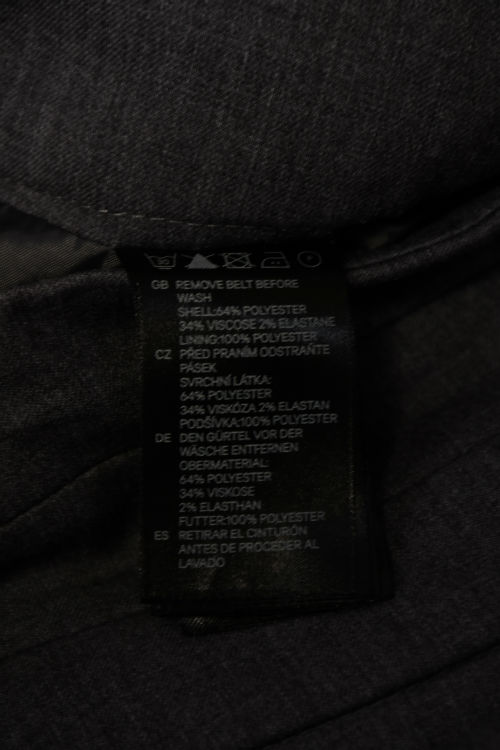 GB REMOVE BELT BEFORE
WASH
SHELL:64% POLYESTER
34% VISCOSE 2% ELASTANE
LINING:100% POLYESTER
CZ PŘED PRANÍM ODSTRAŇTE
PÁSEK
SVRCHNÍ LÁTKA:
64% POLYESTER
34% VISKÓZA 2% ELASTAN
PODŠÍVKA:100% POLYESTER
DE DEN GÜRTEL VOR DER
WÄSCHE ENTFERNEN
OBERMATERIAL:
64% POLYESTER
34% VISKOSE
2% ELASTHAN
FUTTER:100% POLYESTER
ES RETIRAR EL CINTURÓN
ANTES DE PROCEDER AL
LAVADO